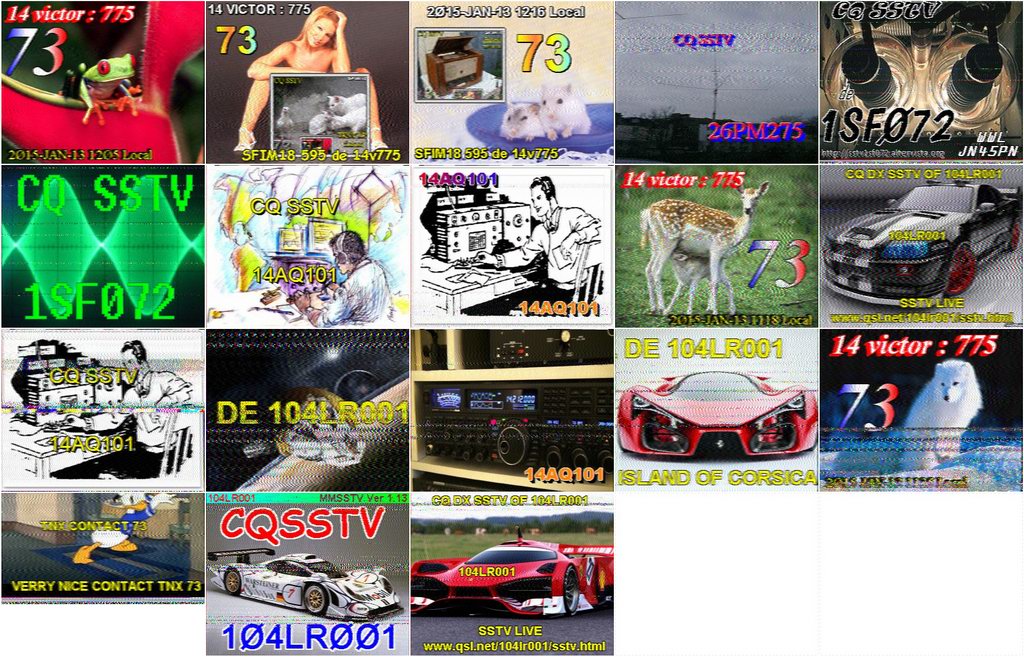 14 victor : 775
73
2015-JAN-13 1205 Local
14 VICTOR : 775
73
CQ SSTV
SFIM18-595 de 14v775
2015-JAN-13 1216 Local
73
SFIM18 595 de 14v775
CQ SSTV
26PM275
CQ SSTV
de
1SFØ72
WWL
JN45PN
http://sstv1sf072.altervista.org
CQ SSTV
1SFØ72
CQ SSTV
14AQ101
14AQ101
14AQ101
14 victor : 775
73
2015-JAN-13 1118 Local
CQ DX SSTV OF 104LR001
104LR001
SSTV LIVE
www.qsl.net/104lr001/sstv.html
CQ SSTV
14AQ101
DE 104LR001
14AQ101
DE 104LR001
ISLAND OF CORSICA
14 victor : 775
73
TNX CONTACT 73
VERRY NICE CONTACT TNX 73
104LR001
MMSSTV Ver 1.13
CQSSTV
1Ø4LRØØ1
CQ DX SSTV OF 104LR001
104LR001
SSTV LIVE
www.qsl.net/104lr001/sstv.html